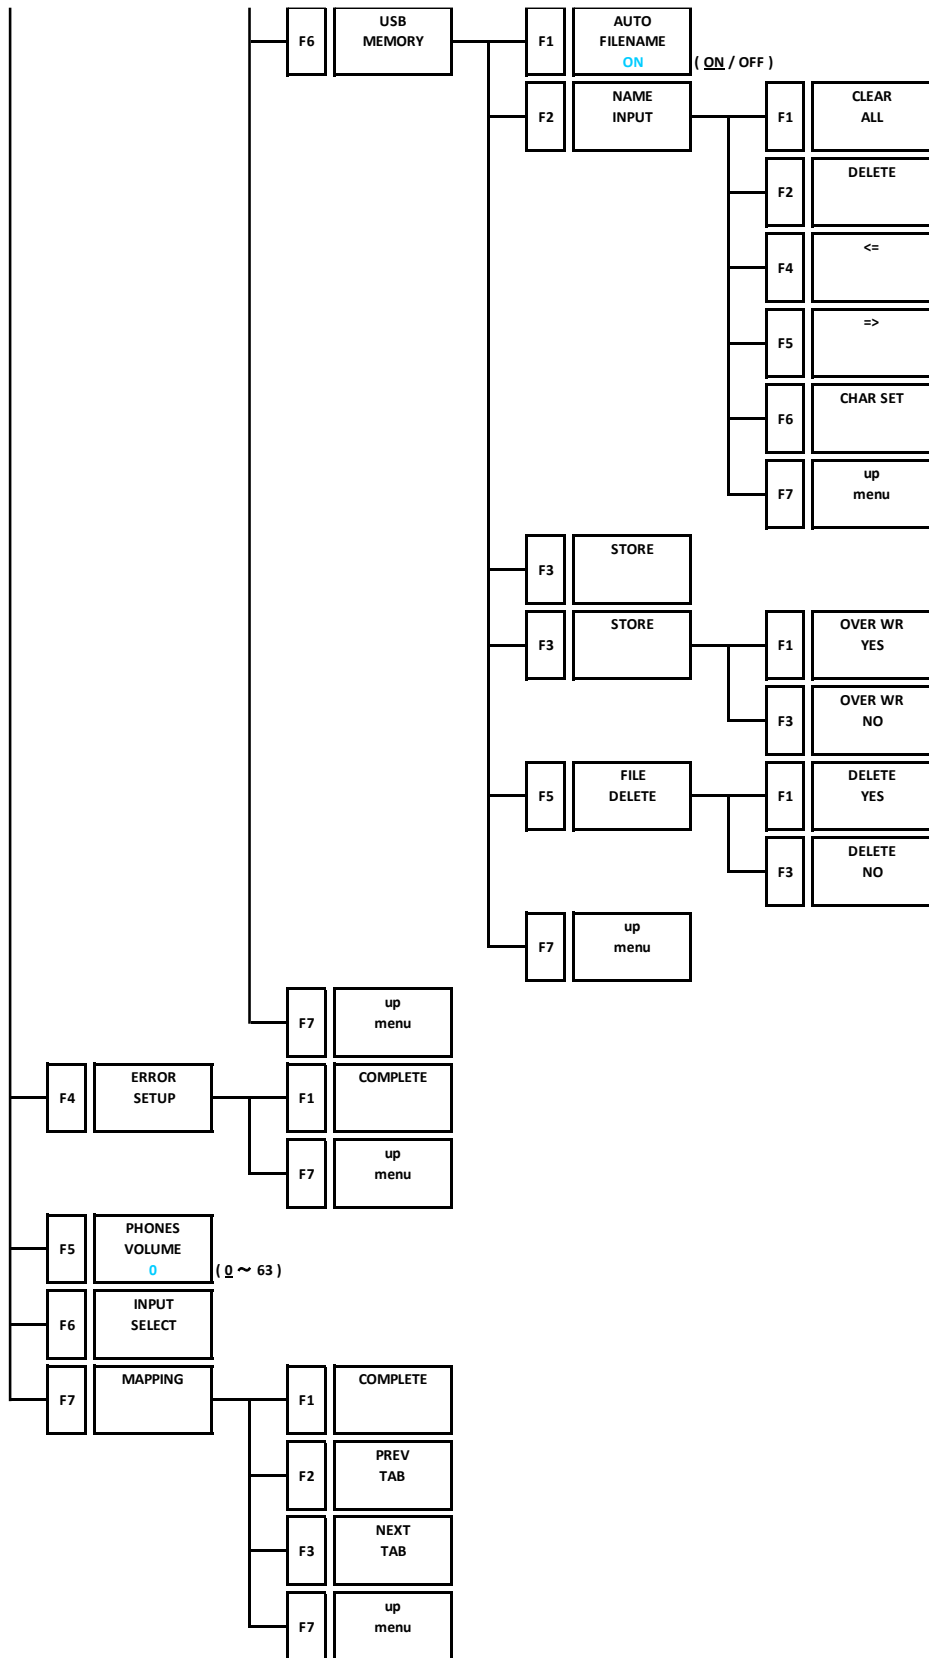 F6
USB
MEMORY
F1
AUTO
FILENAME
ON
( ON / OFF )
F2
NAME
INPUT
F1
CLEAR
ALL
F2
DELETE
F4
<=
F5
=>
F6
CHAR SET
F7
up
menu
F3
STORE
F3
STORE
F1
OVER WR
YES
F3
OVER WR
NO
F5
FILE
DELETE
F1
DELETE
YES
F3
DELETE
NO
F7
up
menu
F7
up
menu
F4
ERROR
SETUP
F1
COMPLETE
F7
up
menu
F5
PHONES
VOLUME
0
( 0 ～ 63 )
F6
INPUT
SELECT
F7
MAPPING
F1
COMPLETE
F2
PREV
TAB
F3
NEXT
TAB
F7
up
menu